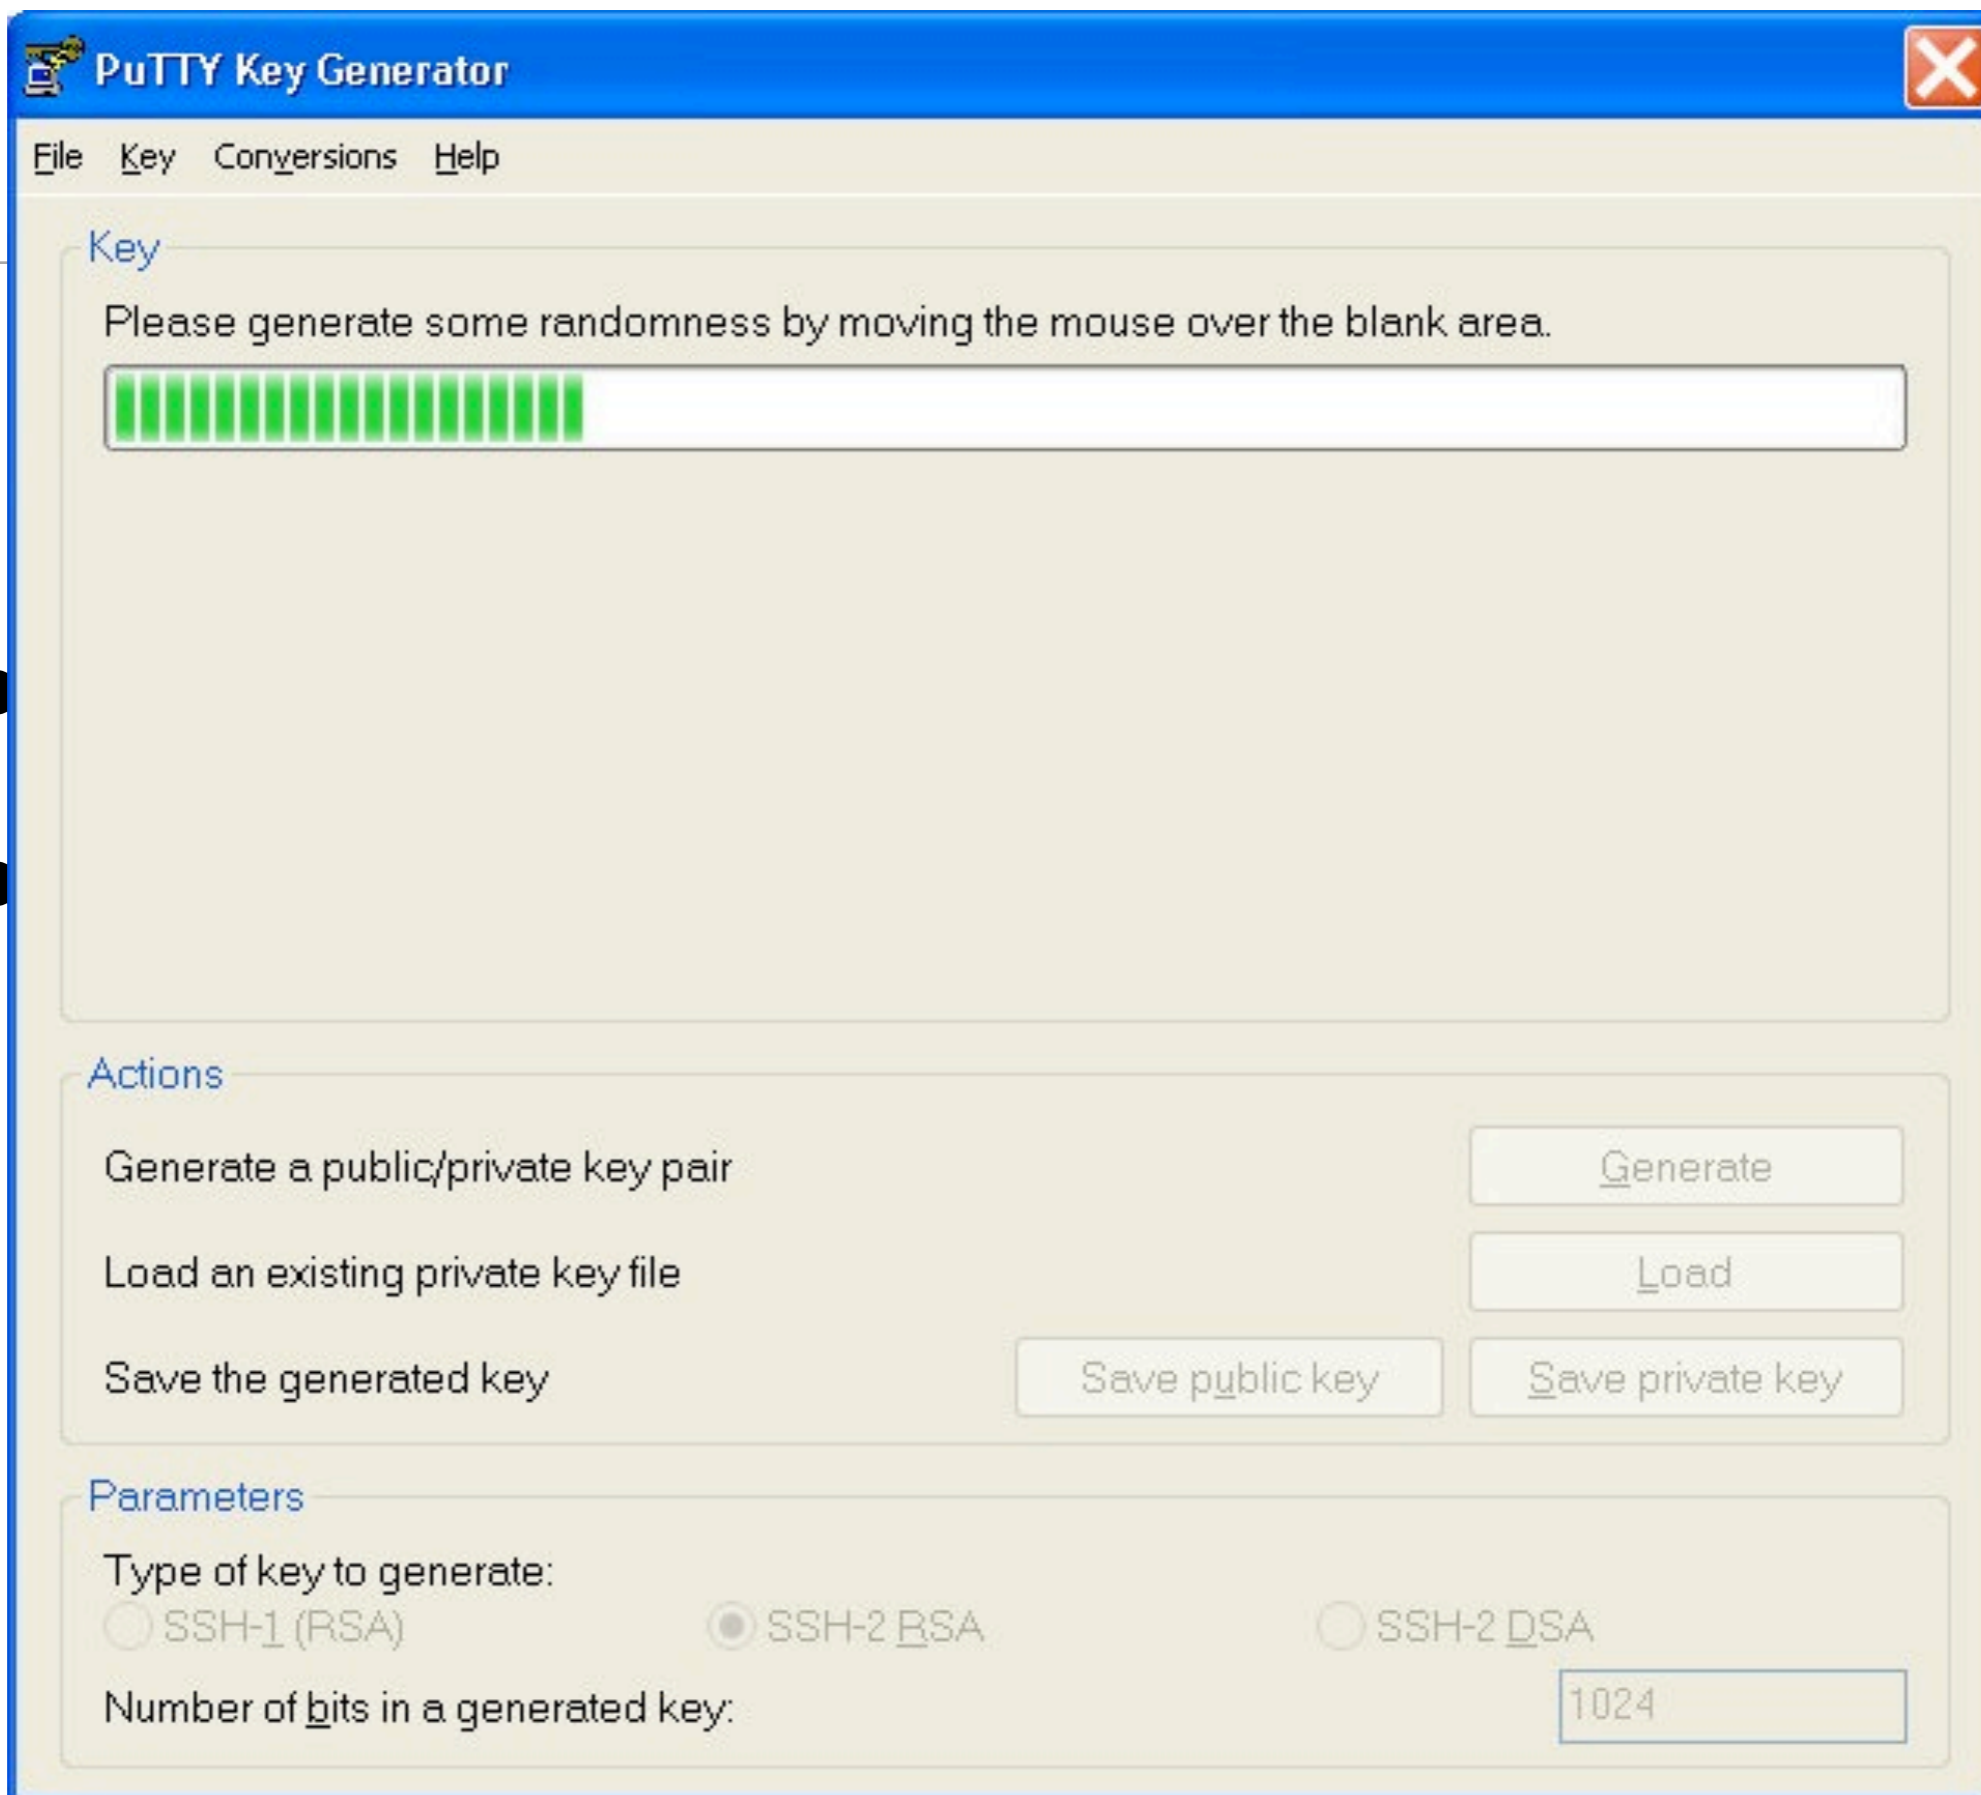 PuTTY Key Generator
File Key Conversions Help
Key
Please generate some randomness by moving the mouse over the blank area.
Actions
Generate a public/private key pair Generate
Load an existing private key file Load
Save the generated key Save public key Save private key
Parameters
Type of key to generate:
SSH-1 (RSA) SSH-2 RSA SSH-2 DSA
Number of bits in a generated key: 1024